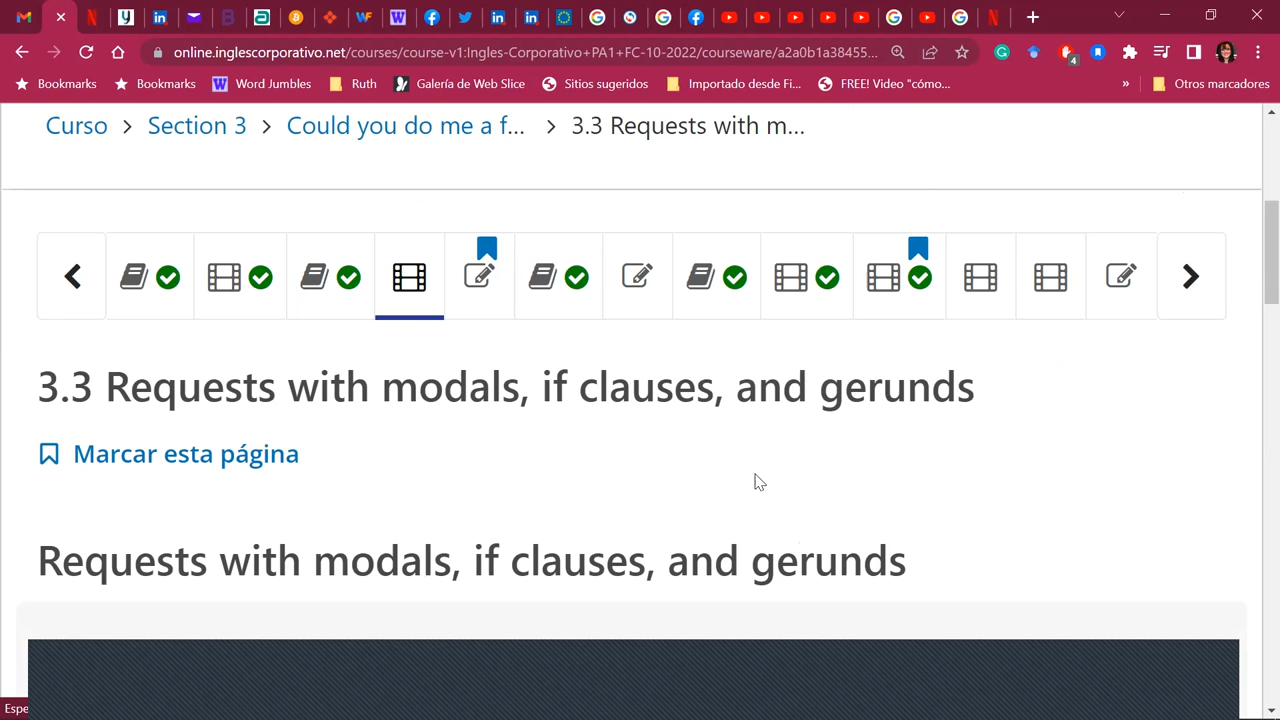 online.inglescorporativo.net/courses/course-v1:Ingles-Corporativo+PA1+FC-10-2022/courseware/a2a0b1a38455...
4
Bookmarks
Bookmarks
Word Jumbles
Ruth
Galería de Web Slice
Sitios sugeridos
Importado desde Fi...
FREE! Video "cómo...
»
Otros marcadores
Curso > Section 3 > Could you do me a f... > 3.3 Requests with m...
3.3 Requests with modals, if clauses, and gerunds
Marcar esta página
Requests with modals, if clauses, and gerunds
Espe